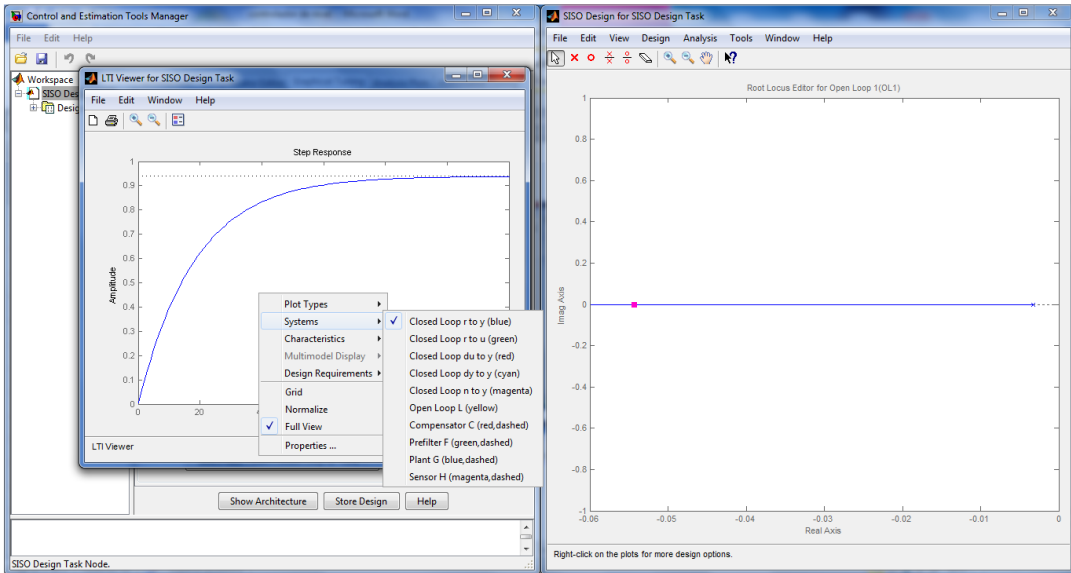 Control and Estimation Tools Manager
File Edit Help
Workspace
SISO Des
Desig
LTI Viewer for SISO Design Task
File Edit Window Help
Step Response
1
0.9
0.8
0.7
0.6
0.5
0.4
0.3
0.2
0.1
0
Amplitude
0
20
LTI Viewer
Plot Types
Systems
Characteristics
Multimodel Display
Design Requirements
Grid
Normalize
Full View
Properties ...
Closed Loop r to y (blue)
Closed Loop r to u (green)
Closed Loop du to y (red)
Closed Loop dy to y (cyan)
Closed Loop n to y (magenta)
Open Loop L (yellow)
Compensator C (red,dashed)
Prefilter F (green,dashed)
Plant G (blue,dashed)
Sensor H (magenta,dashed)
Show Architecture Store Design Help
SISO Design Task Node.
SISO Design for SISO Design Task
File Edit View Design Analysis Tools Window Help
Root Locus Editor for Open Loop 1(OL1)
1
0.8
0.6
0.4
0.2
0
-0.2
-0.4
-0.6
-0.8
-1
Imag Axis
-0.06 -0.05 -0.04 -0.03 -0.02 -0.01 0
Real Axis
Right-click on the plots for more design options.